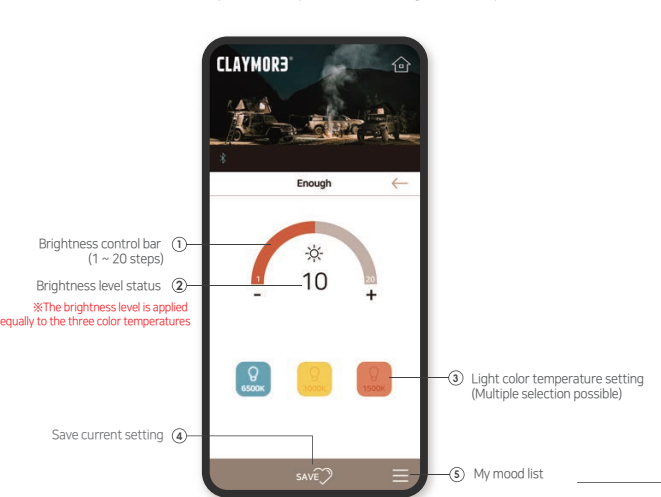 CLAYMOR3
Enough
Brightness control bar ①
(1 ~ 20 steps)
1
20
10
-
+
Brightness level status ②
※The brightness level is applied
equally to the three color temperatures
6500K
3000K
1500K
③ Light color temperature setting
(Multiple selection possible)
Save current setting ④
SAVE
⑤ My mood list